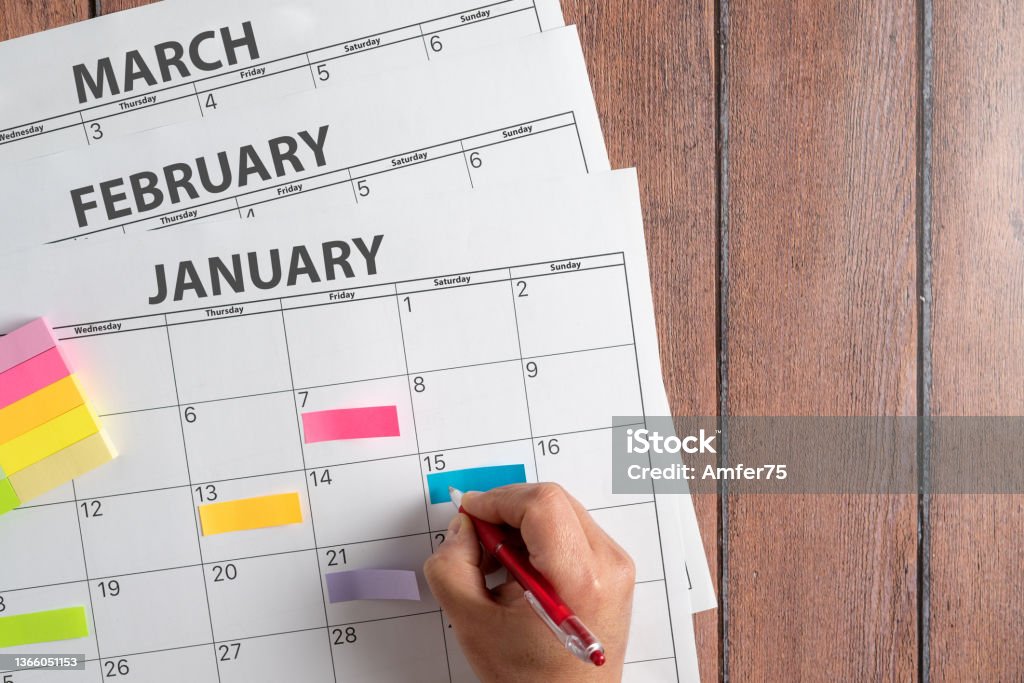 MARCH
Wednesday Thursday Friday Saturday Sunday
3 4 5 6
FEBRUARY
Thursday Friday Saturday Sunday
4 5 6
JANUARY
Wednesday Thursday Friday Saturday Sunday
1 2
6 7 8 9
12 13 14 15 16
19 20 21
26 27 28
iStock™
Credit: Amfer75
1366051153